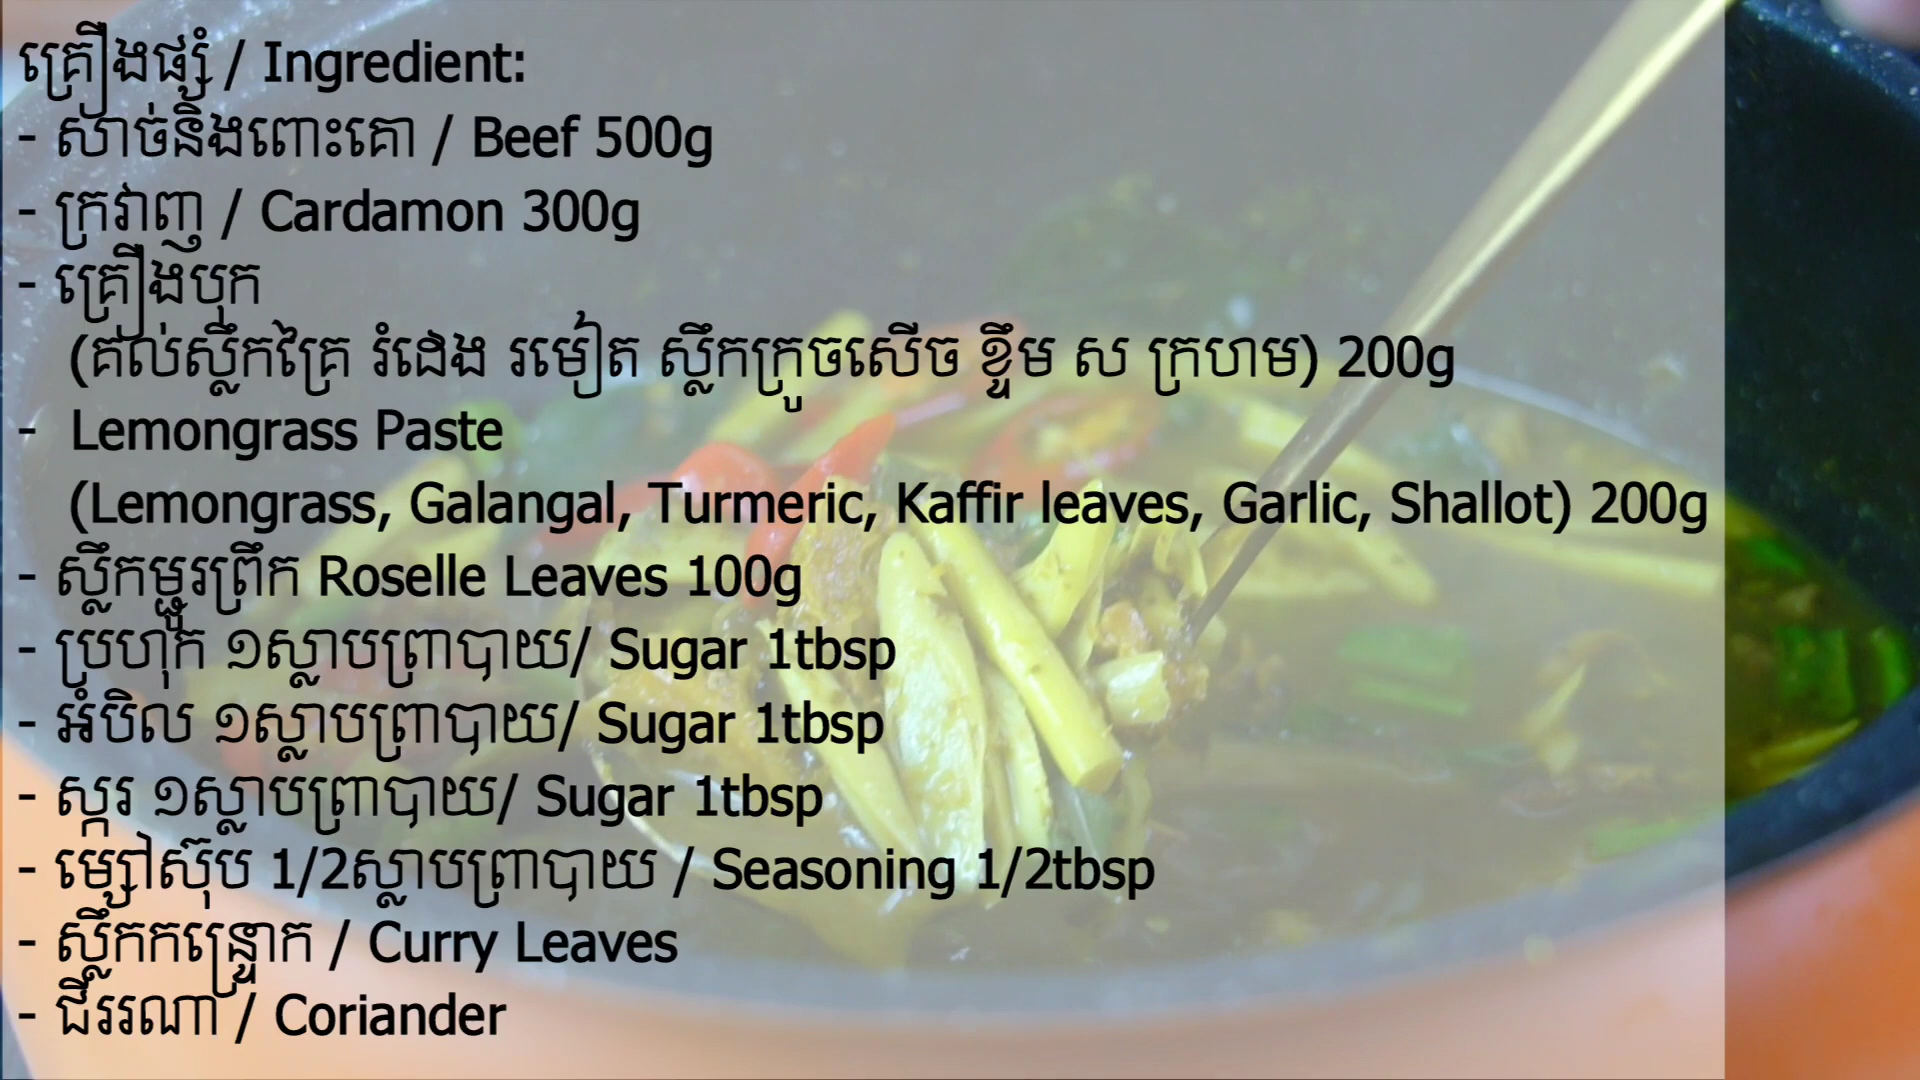 គ្រឿងផ្សំ / Ingredient:
- សាច់និងពោះគោ / Beef 500g
- ក្រវាញ / Cardamon 300g
- គ្រឿងបុក
(គល់ស្លឹកគ្រៃ រំដេង រមៀត ស្លឹកក្រូចសើច ខ្ទឹម ស ក្រហម) 200g
- Lemongrass Paste
(Lemongrass, Galangal, Turmeric, Kaffir leaves, Garlic, Shallot) 200g
- ស្លឹកម្ជូរព្រឹក Roselle Leaves 100g
- ប្រហុក ១ស្លាបព្រាបាយ/ Sugar 1tbsp
- អំបិល ១ស្លាបព្រាបាយ/ Sugar 1tbsp
- ស្ករ ១ស្លាបព្រាបាយ/ Sugar 1tbsp
- ម្សៅស៊ុប 1/2ស្លាបព្រាបាយ / Seasoning 1/2tbsp
- ស្លឹកកន្ទ្រោក / Curry Leaves
- ជីររណា / Coriander